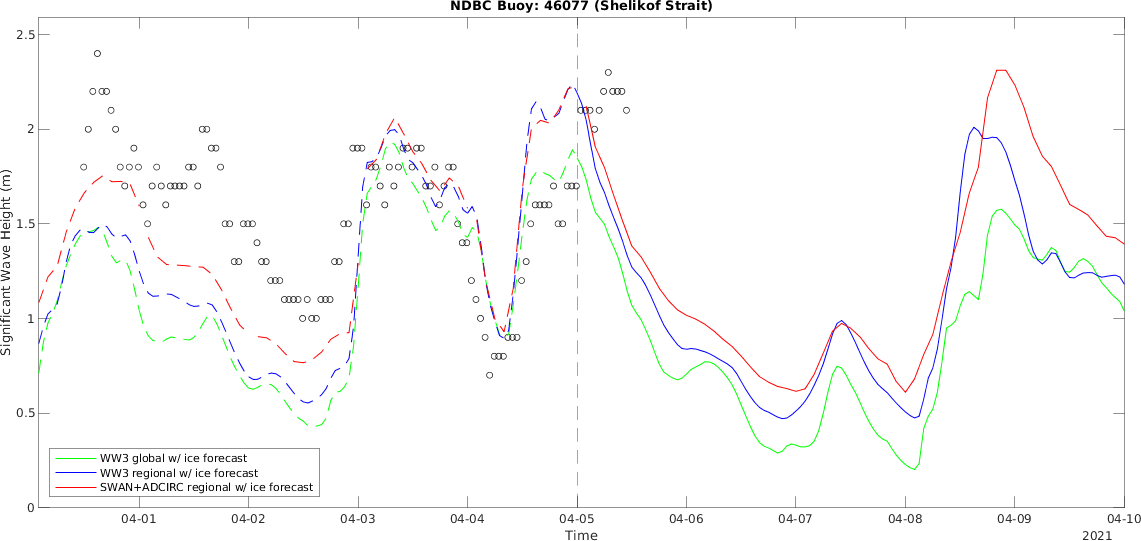 NDBC Buoy: 46077 (Shelikof Strait)
2.5
2
1.5
1
0.5
0
Significant Wave Height (m)
WW3 global w/ ice forecast
WW3 regional w/ ice forecast
SWAN+ADCIRC regional w/ ice forecast
04-01 04-02 04-03 04-04 04-05 04-06 04-07 04-08 04-09 04-10
Time
2021